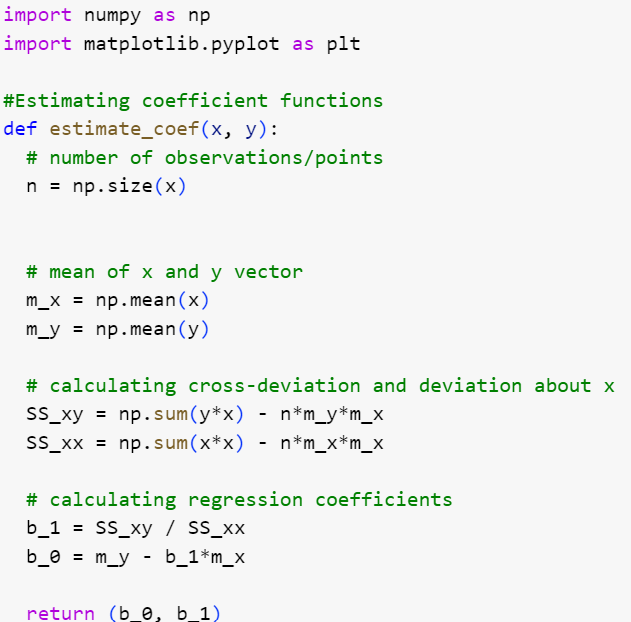 import numpy as np
import matplotlib.pyplot as plt
#Estimating coefficient functions
def estimate_coef(x, y):
# number of observations/points
n = np.size(x)
# mean of x and y vector
m_x = np.mean(x)
m_y = np.mean(y)
# calculating cross-deviation and deviation about x
SS_xy = np.sum(y*x) - n*m_y*m_x
SS_xx = np.sum(x*x) - n*m_x*m_x
# calculating regression coefficients
b_1 = SS_xy / SS_xx
b_0 = m_y - b_1*m_x
return (b_0, b_1)